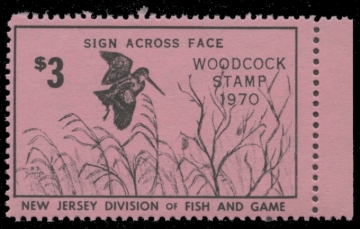 SIGN ACROSS FACE
$3
WOODCOCK
STAMP
1970
NEW JERSEY DIVISION OF FISH AND GAME